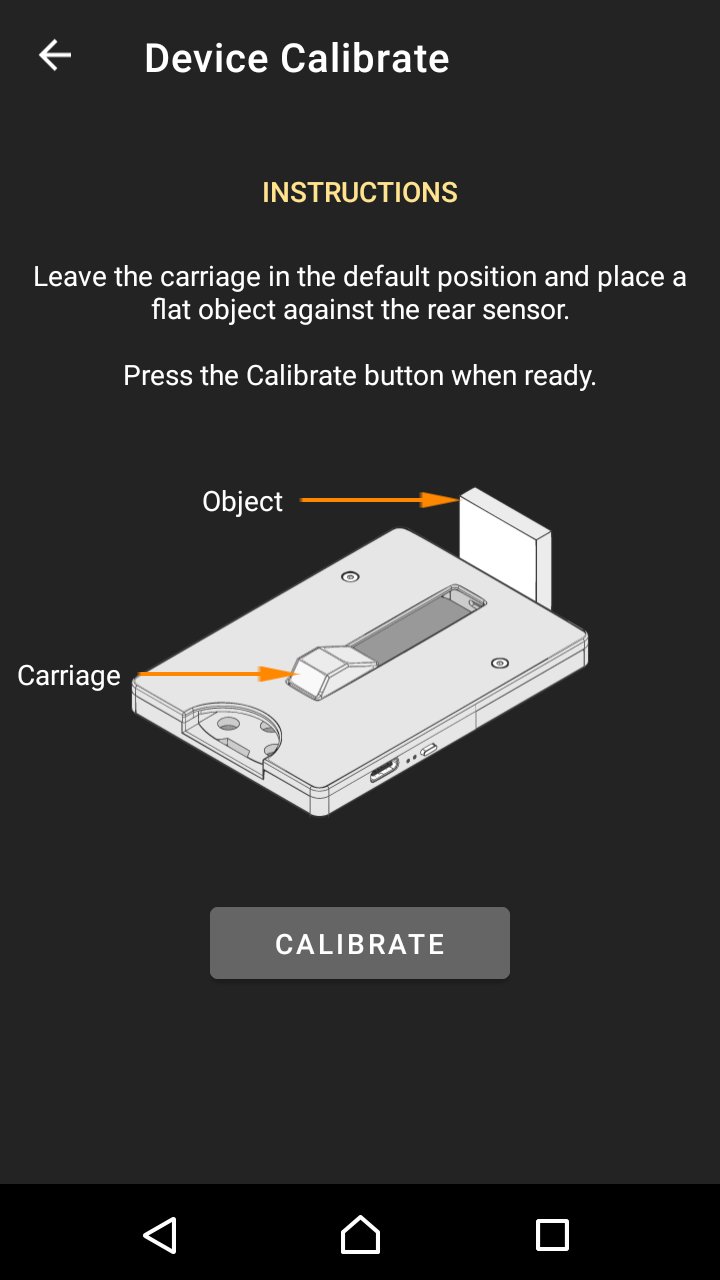 Device Calibrate
INSTRUCTIONS
Leave the carriage in the default position and place a
flat object against the rear sensor.
Press the Calibrate button when ready.
Object
Carriage
CALIBRATE